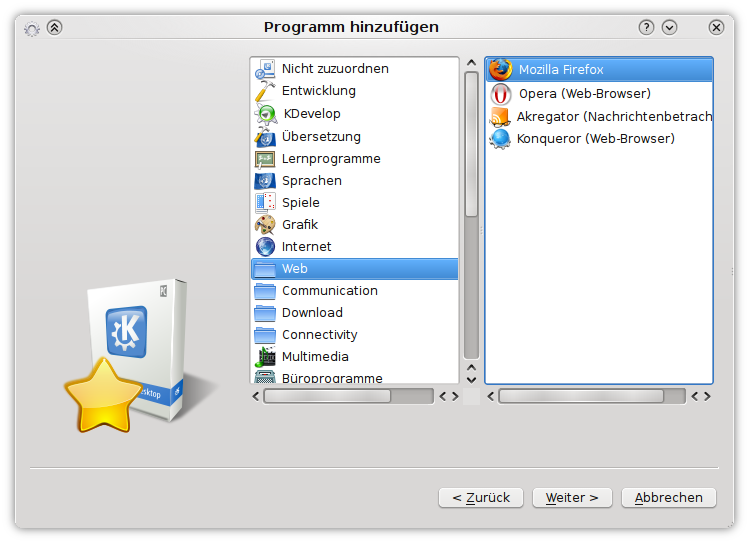 Programm hinzufügen
Nicht zuzuordnen
Entwicklung
KDevelop
Übersetzung
Lernprogramme
Sprachen
Spiele
Grafik
Internet
Web
Communication
Download
Connectivity
Multimedia
Büroprogramme
Mozilla Firefox
Opera (Web-Browser)
Akregator (Nachrichtenbetrach
Konqueror (Web-Browser)
K
esktop
< Zurück
Weiter >
Abbrechen